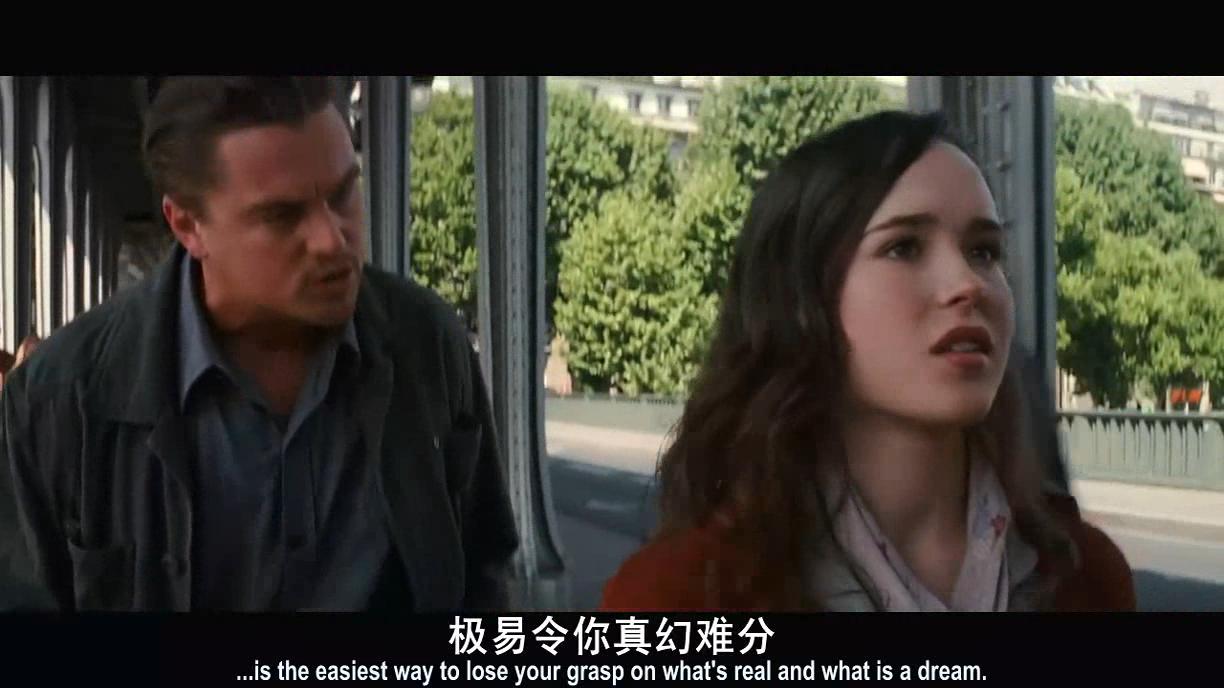 极易令你真幻难分
...is the easiest way to lose your grasp on what's real and what is a dream.